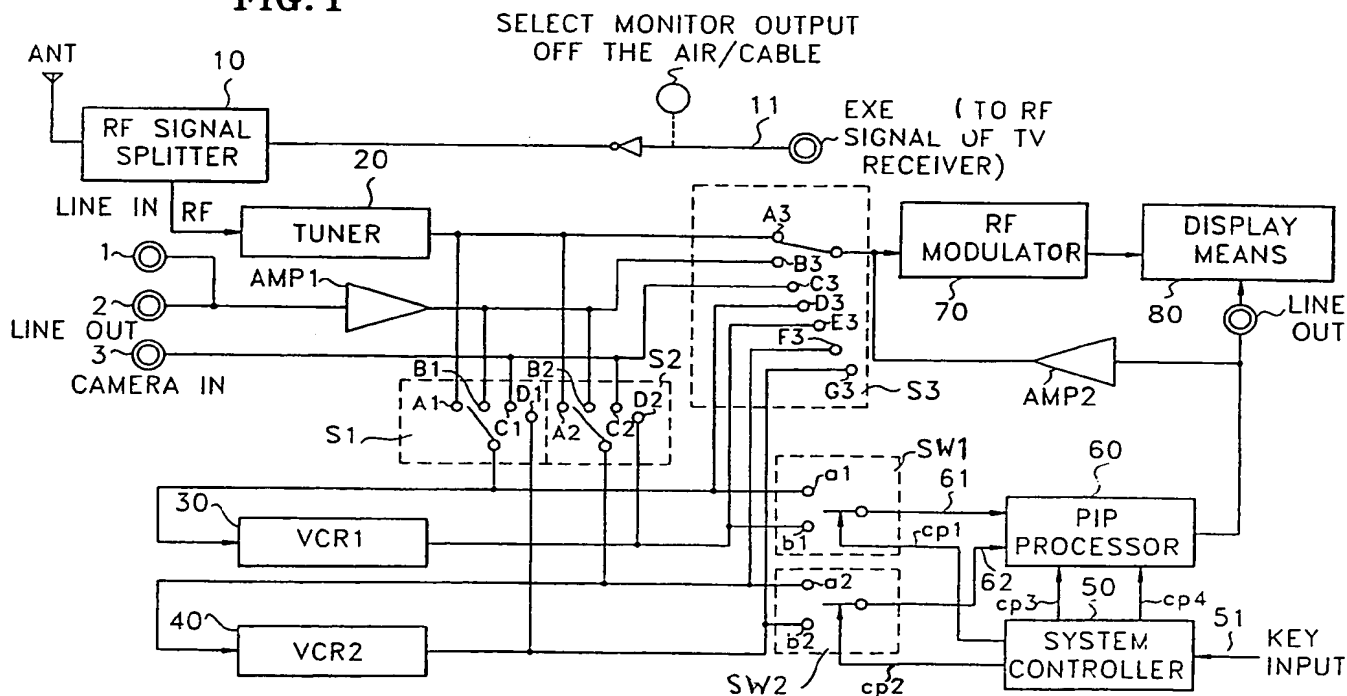 FIG. 1
SELECT MONITOR OUTPUT
OFF THE AIR/CABLE
ANT
10
RF SIGNAL
SPLITTER
11
EXE (TO RF
SIGNAL OF TV
RECEIVER)
LINE IN
RF
20
TUNER
1
2
LINE OUT
3
CAMERA IN
AMP1
A3
B3
C3
D3
E3
F3
G3
S3
RF
MODULATOR
70
DISPLAY
MEANS
80
LINE
OUT
AMP2
B1
A1
C1
D1
S1
B2
A2
C2
D2
S2
30
VCR1
40
VCR2
SW1
a1
b1
cp1
61
60
PIP
PROCESSOR
62
a2
b2
SW2
cp2
cp3
50
cp4
SYSTEM
CONTROLLER
51
KEY
INPUT